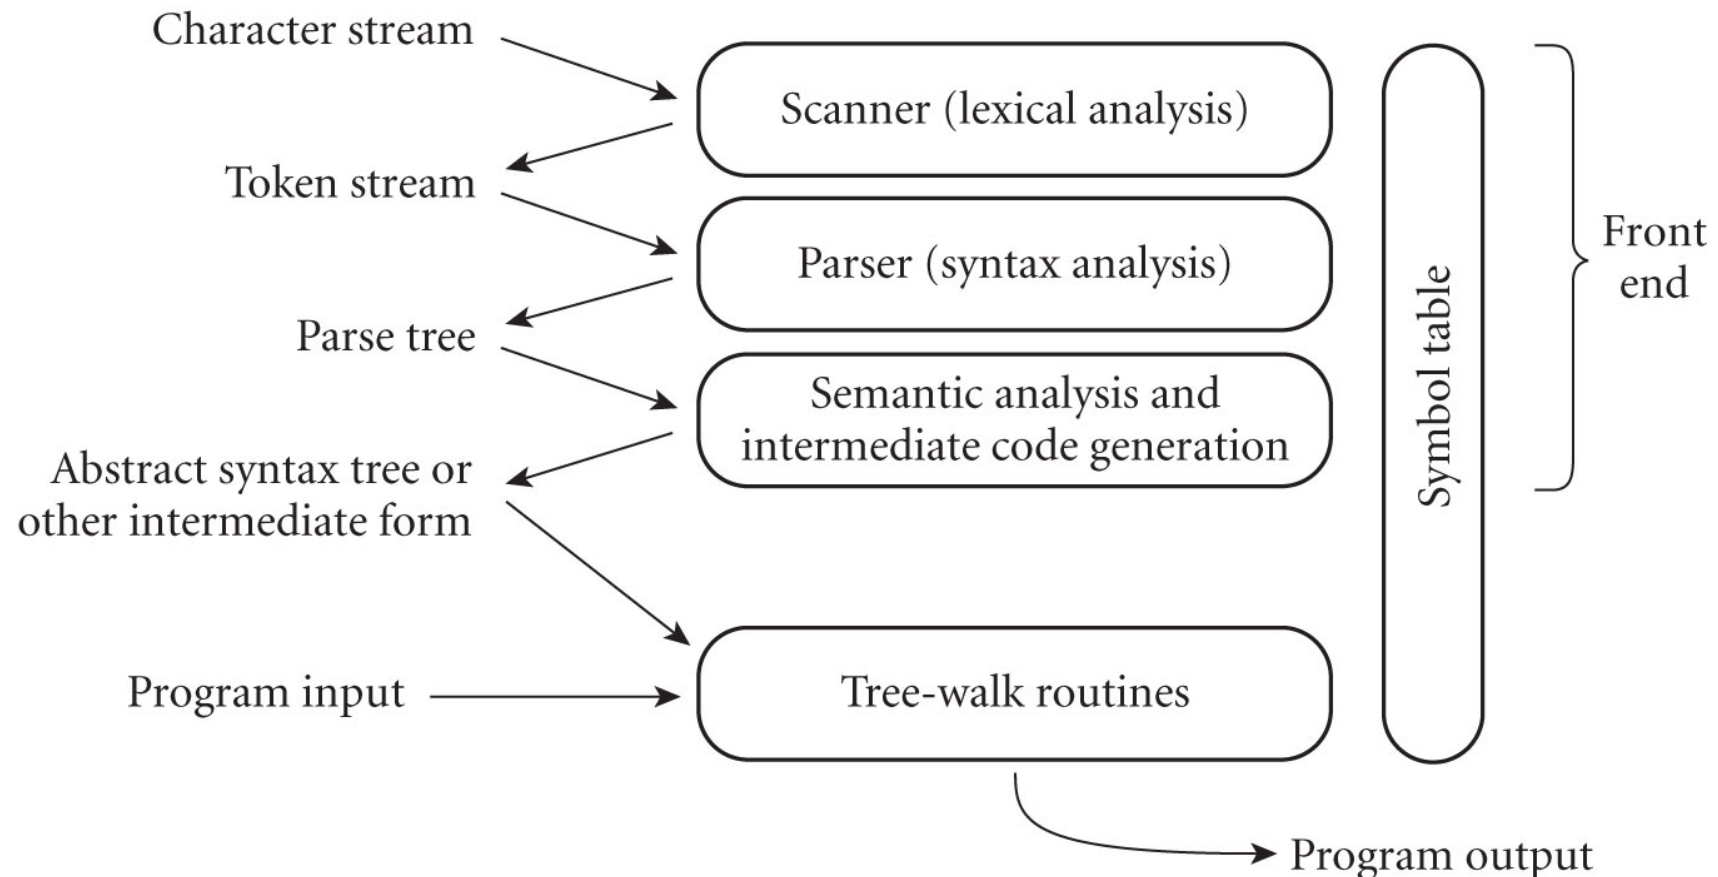 Character stream
Scanner (lexical analysis)
Token stream
Parser (syntax analysis)
Parse tree
Semantic analysis and
intermediate code generation
Abstract syntax tree or
other intermediate form
Program input
Tree-walk routines
Program output
Symbol table
Front
end